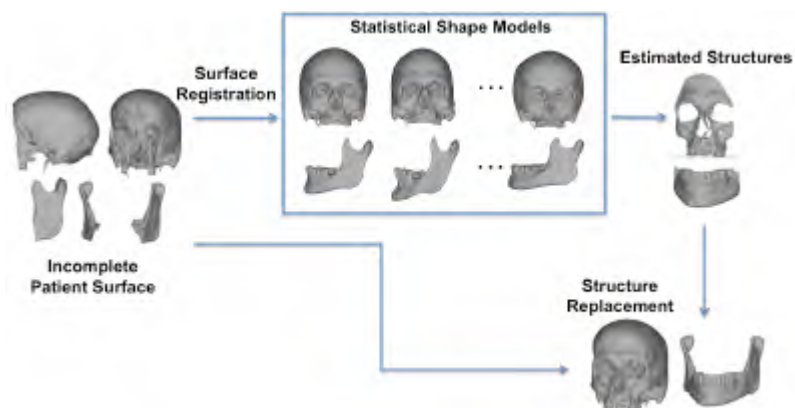 Statistical Shape Models
Surface
Registration
Estimated Structures
Incomplete
Patient Surface
Structure
Replacement